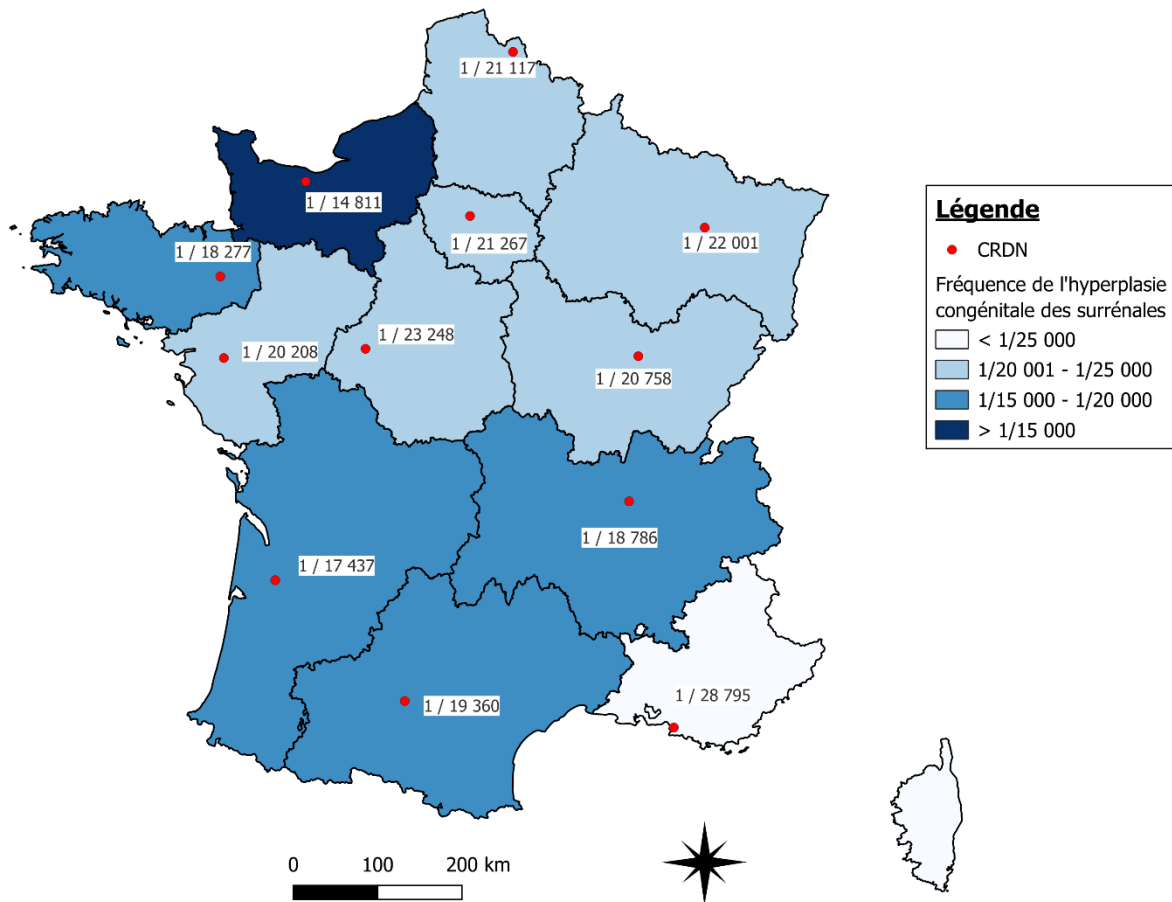 1 / 21 117
1 / 14 811
1 / 21 267
1 / 22 001
1 / 18 277
1 / 20 208
1 / 23 248
1 / 20 758
1 / 18 786
1 / 17 437
1 / 19 360
1 / 28 795
Légende
CRDN
Fréquence de l'hyperplasie
congénitale des surrénales
< 1/25 000
1/20 001 - 1/25 000
1/15 000 - 1/20 000
> 1/15 000
0 100 200 km